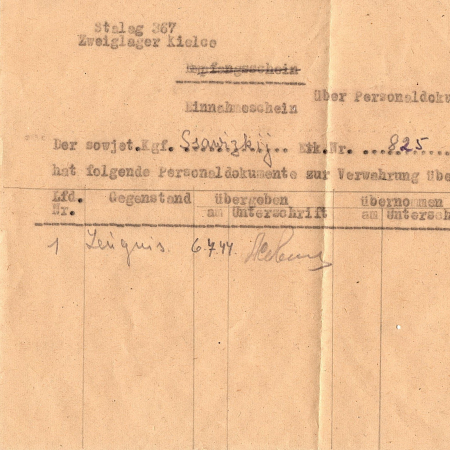 Stalag 367
Zweiglager Kielce
Empfangsschein
Einnahmeschein über Personaldoku
Der sowjet.Kgf. Ssawizkij Erk.Nr. 825
hat folgende Personaldokumente zur Verwahrung übe
Lfd. Gegenstand übergeben übernommen
Nr. am Unterschrift am Untersch
1 Zeugnis. 6.7.44.